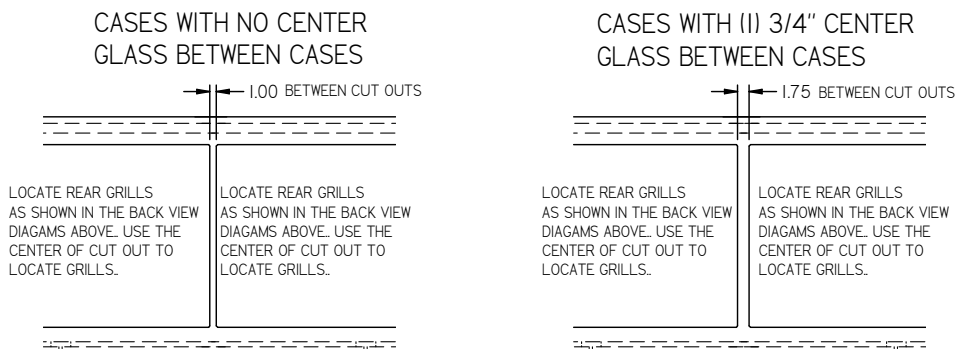 CASES WITH NO CENTER
GLASS BETWEEN CASES
1.00 BETWEEN CUT OUTS
LOCATE REAR GRILLS
AS SHOWN IN THE BACK VIEW
DIAGAMS ABOVE.. USE THE
CENTER OF CUT OUT TO
LOCATE GRILLS..
LOCATE REAR GRILLS
AS SHOWN IN THE BACK VIEW
DIAGAMS ABOVE.. USE THE
CENTER OF CUT OUT TO
LOCATE GRILLS..
CASES WITH (1) 3/4" CENTER
GLASS BETWEEN CASES
1.75 BETWEEN CUT OUTS
LOCATE REAR GRILLS
AS SHOWN IN THE BACK VIEW
DIAGAMS ABOVE.. USE THE
CENTER OF CUT OUT TO
LOCATE GRILLS..
LOCATE REAR GRILLS
AS SHOWN IN THE BACK VIEW
DIAGAMS ABOVE.. USE THE
CENTER OF CUT OUT TO
LOCATE GRILLS..